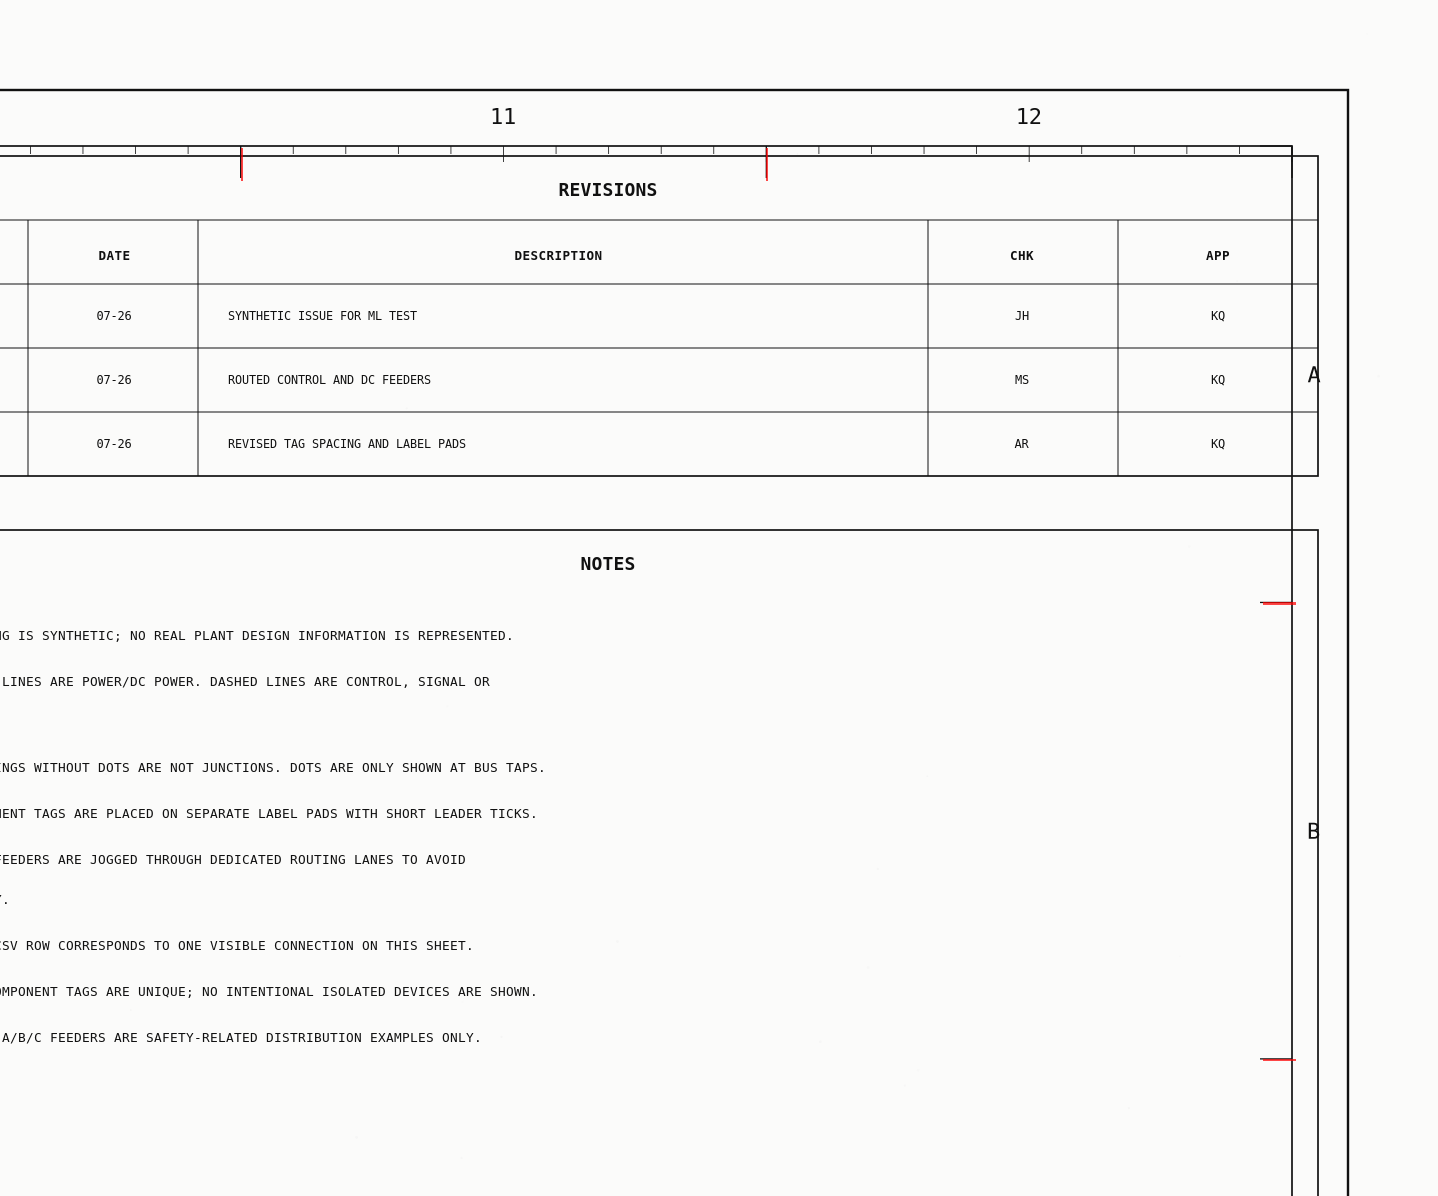 11 12
REVISIONS
DATE DESCRIPTION CHK APP
07-26 SYNTHETIC ISSUE FOR ML TEST JH KQ
07-26 ROUTED CONTROL AND DC FEEDERS MS KQ
A
07-26 REVISED TAG SPACING AND LABEL PADS AR KQ
NOTES
IS SYNTHETIC; NO REAL PLANT DESIGN INFORMATION IS REPRESENTED.
LINES ARE POWER/DC POWER. DASHED LINES ARE CONTROL, SIGNAL OR
WITHOUT DOTS ARE NOT JUNCTIONS. DOTS ARE ONLY SHOWN AT BUS TAPS.
TAGS ARE PLACED ON SEPARATE LABEL PADS WITH SHORT LEADER TICKS.
B
FEEDERS ARE JOGGED THROUGH DEDICATED ROUTING LANES TO AVOID
CSV ROW CORRESPONDS TO ONE VISIBLE CONNECTION ON THIS SHEET.
TAGS ARE UNIQUE; NO INTENTIONAL ISOLATED DEVICES ARE SHOWN.
A/B/C FEEDERS ARE SAFETY-RELATED DISTRIBUTION EXAMPLES ONLY.